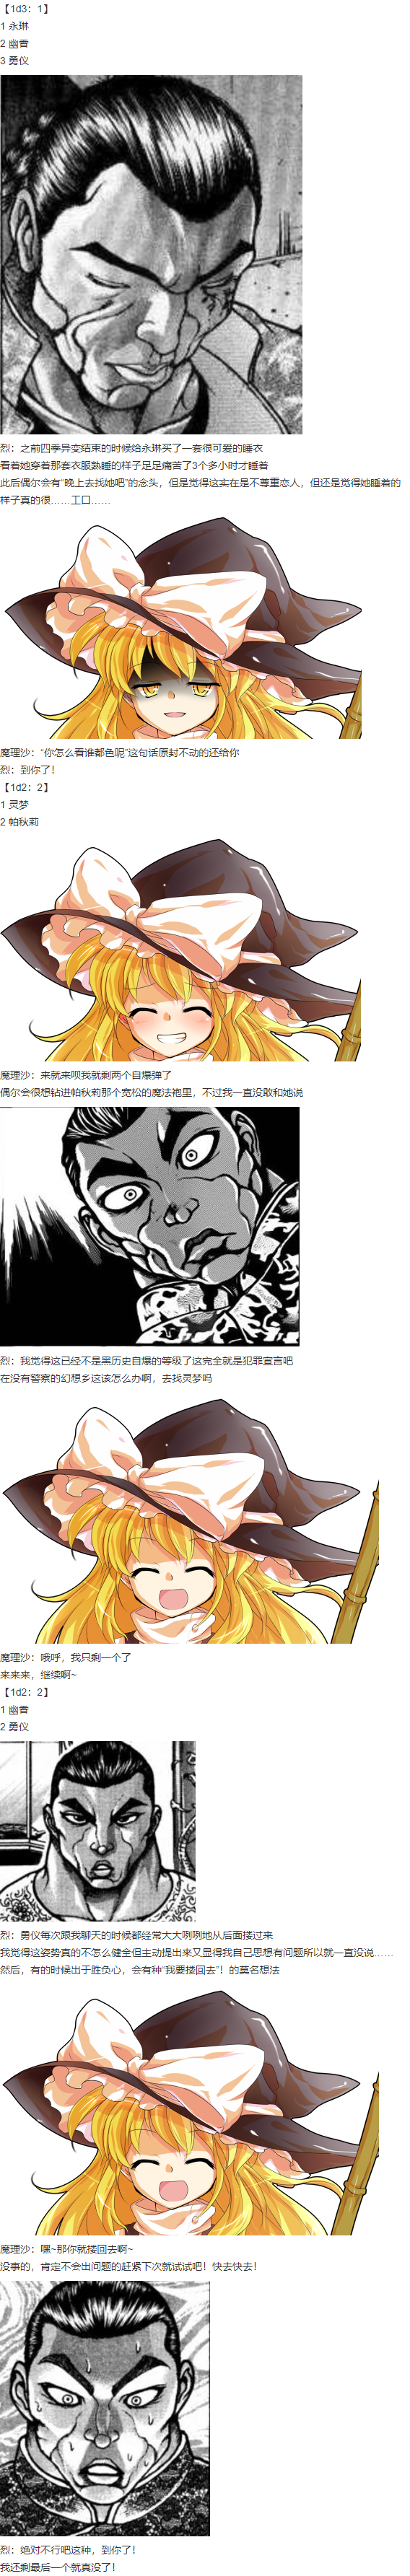 【1d3：1】
1 永琳
2 幽香
3 勇仪
烈：之前四季异变结束的时候给永琳买了一套很可爱的睡衣
看着她穿着那套衣服熟睡的样子足足痛苦了3个多小时才睡着
此后偶尔会有“晚上去找她吧”的念头，但是觉得这实在是不尊重恋人，但还是觉得她睡着的
样子真的很……工口……
魔理沙：“你怎么看谁都色呢”这句话原封不动的还给你
烈：到你了！
【1d2：2】
1 灵梦
2 帕秋莉
魔理沙：来就来呗我就剩两个自爆弹了
偶尔会很想钻进帕秋莉那个宽松的魔法袍里，不过我一直没敢和她说
烈：我觉得这已经不是黑历史自爆的等级了这完全就是犯罪宣言吧
在没有警察的幻想乡这该怎么办啊，去找灵梦吗
魔理沙：哦呼，我只剩一个了
来来来，继续啊~
【1d2：2】
1 幽香
2 勇仪
烈：勇仪每次跟我聊天的时候都经常大大咧咧地从后面搂过来
我觉得这姿势真的不怎么健全但主动提出来又显得我自己思想有问题所以就一直没说……
然后，有的时候出于胜负心，会有种“我要搂回去”！的莫名想法
魔理沙：嘿~那你就搂回去啊~
没事的，肯定不会出问题的赶紧下次就试试吧！快去快去！
烈：绝对不行吧这种，到你了！
我还剩最后一个就真没了！